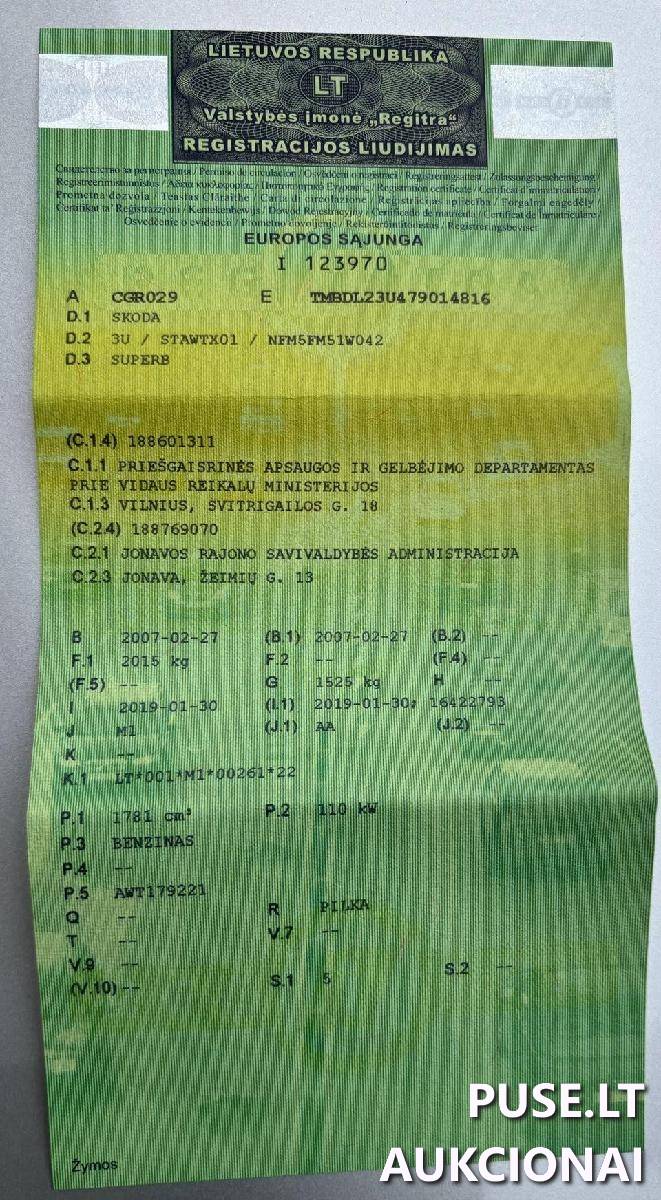 LIETUVOS RESPUBLIKA
LT
Valstybės įmonė „Regitra“
REGISTRACIJOS LIUDIJIMAS
EUROPOS SĄJUNGA
I 123970
A CGR029 E TMBDL23U479014816
D.1 SKODA
D.2 3U / STAWTX01 / NFM5FM51W042
D.3 SUPERB
(C.1.4) 188601311
C.1.1 PRIEŠGAISRINĖS APSAUGOS IR GELBĖJIMO DEPARTAMENTAS
PRIE VIDAUS REIKALŲ MINISTERIJOS
C.1.3 VILNIUS, ŠVITRIGAILOS G. 18
(C.2.4) 188769070
C.2.1 JONAVOS RAJONO SAVIVALDYBĖS ADMINISTRACIJA
C.2.3 JONAVA, ŽEIMIŲ G. 13
B 2007-02-27 (B.1) 2007-02-27 (B.2) --
F.1 2015 kg F.2 -- (F.4) --
(F.5) -- G 1525 kg H --
I 2019-01-30 (I.1) 2019-01-30; 16422793
J M1 (J.1) AA (J.2) --
K --
K.1 LT*001*M1*00261*22
P.1 1781 cm³ P.2 110 kW
P.3 BENZINAS
P.4 --
P.5 AWT179221
Q -- R PILKA
T -- V.7 --
V.9 -- S.2 --
(V.10) -- S.1 5
Žymos
PUSE.LT
AUKCIONAI